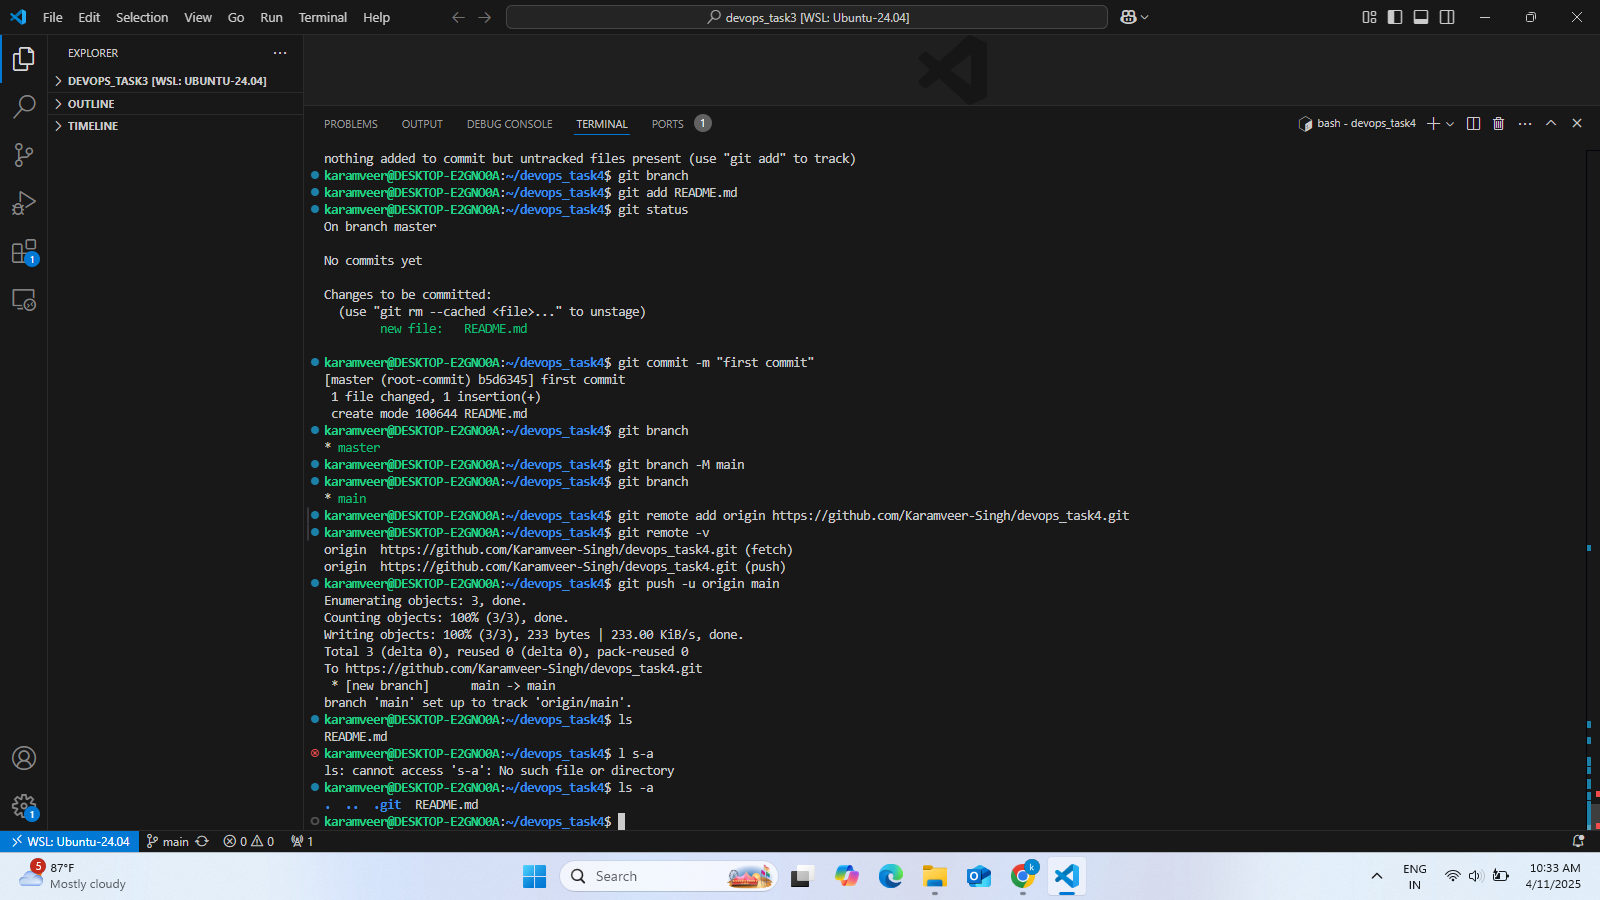 File Edit Selection View Go Run Terminal Help
devops_task3 [WSL: Ubuntu-24.04]
EXPLORER
DEVOPS_TASK3 [WSL: UBUNTU-24.04]
OUTLINE
TIMELINE
1
PROBLEMS OUTPUT DEBUG CONSOLE TERMINAL PORTS 1
bash - devops_task4
nothing added to commit but untracked files present (use "git add" to track)
karamveer@DESKTOP-E2GNO0A:~/devops_task4$ git branch
karamveer@DESKTOP-E2GNO0A:~/devops_task4$ git add README.md
karamveer@DESKTOP-E2GNO0A:~/devops_task4$ git status
On branch master
No commits yet
Changes to be committed:
(use "git rm --cached <file>..." to unstage)
new file: README.md
karamveer@DESKTOP-E2GNO0A:~/devops_task4$ git commit -m "first commit"
[master (root-commit) b5d6345] first commit
1 file changed, 1 insertion(+)
create mode 100644 README.md
karamveer@DESKTOP-E2GNO0A:~/devops_task4$ git branch
* master
karamveer@DESKTOP-E2GNO0A:~/devops_task4$ git branch -M main
karamveer@DESKTOP-E2GNO0A:~/devops_task4$ git branch
* main
karamveer@DESKTOP-E2GNO0A:~/devops_task4$ git remote add origin https://github.com/Karamveer-Singh/devops_task4.git
karamveer@DESKTOP-E2GNO0A:~/devops_task4$ git remote -v
origin https://github.com/Karamveer-Singh/devops_task4.git (fetch)
origin https://github.com/Karamveer-Singh/devops_task4.git (push)
karamveer@DESKTOP-E2GNO0A:~/devops_task4$ git push -u origin main
Enumerating objects: 3, done.
Counting objects: 100% (3/3), done.
Writing objects: 100% (3/3), 233 bytes | 233.00 KiB/s, done.
Total 3 (delta 0), reused 0 (delta 0), pack-reused 0
To https://github.com/Karamveer-Singh/devops_task4.git
* [new branch] main -> main
branch 'main' set up to track 'origin/main'.
karamveer@DESKTOP-E2GNO0A:~/devops_task4$ ls
README.md
karamveer@DESKTOP-E2GNO0A:~/devops_task4$ l s-a
ls: cannot access 's-a': No such file or directory
karamveer@DESKTOP-E2GNO0A:~/devops_task4$ ls -a
. .. .git README.md
karamveer@DESKTOP-E2GNO0A:~/devops_task4$
1
WSL: Ubuntu-24.04 main 0 0 1
5 87°F
Mostly cloudy
Search
k
ENG
IN
10:33 AM
4/11/2025